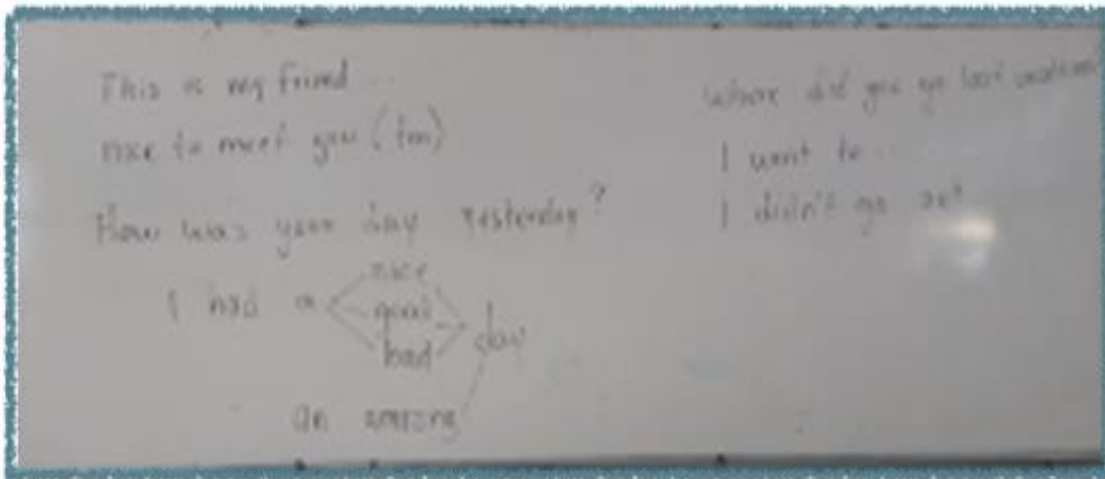 This is my friend...
nice to meet you (too)
How was your day yesterday?
I had a
nice
good
bad
day
an amazing
Where did you go last weekend
I went to...
I didn't go out